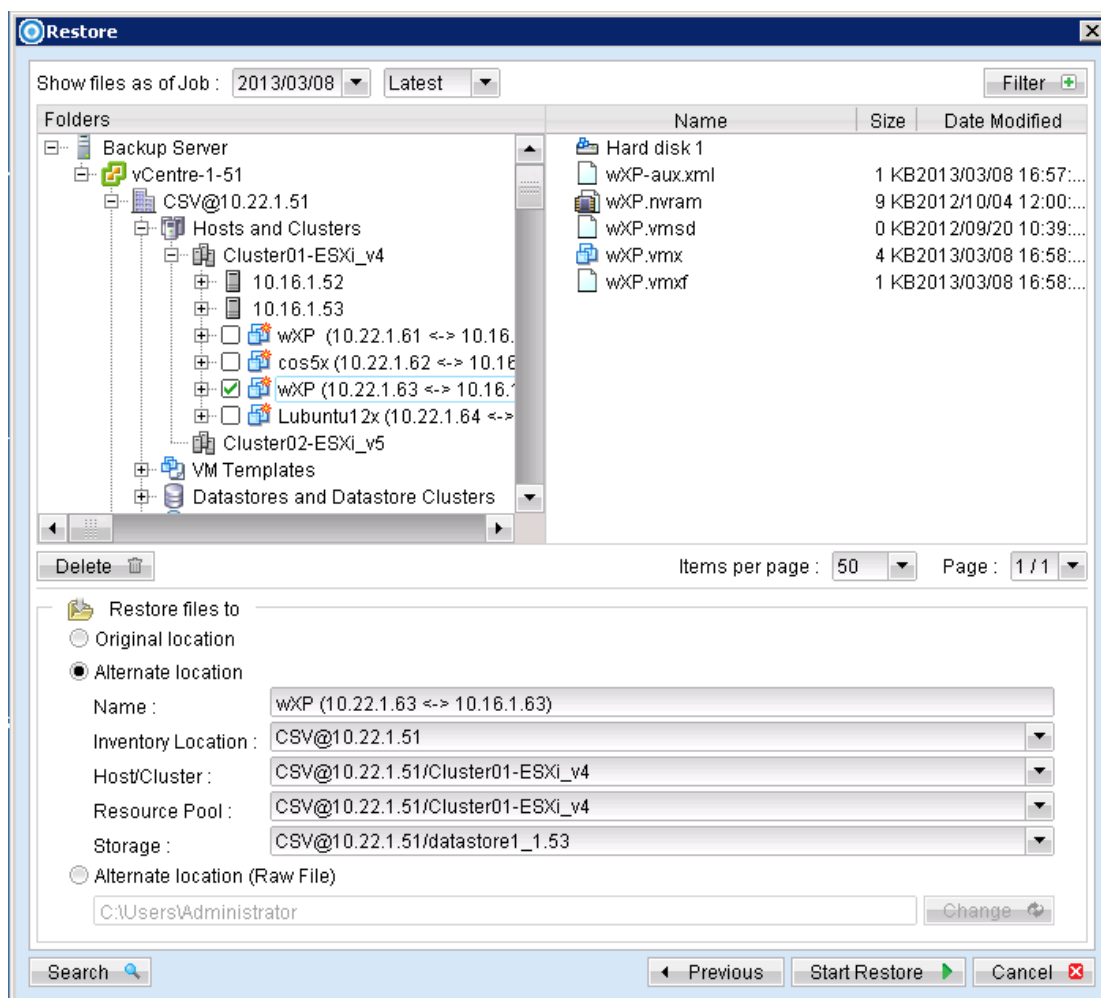 Restore
Show files as of Job : 2013/03/08 Latest Filter
Folders Name Size Date Modified
Backup Server
vCentre-1-51
CSV@10.22.1.51
Hosts and Clusters
Cluster01-ESXi_v4
10.16.1.52
10.16.1.53
wXP (10.22.1.61 <-> 10.16.
cos5x (10.22.1.62 <-> 10.16
wXP (10.22.1.63 <-> 10.16.1
Lubuntu12x (10.22.1.64 <->
Cluster02-ESXi_v5
VM Templates
Datastores and Datastore Clusters
Hard disk 1
wXP-aux.xml 1 KB 2013/03/08 16:57:...
wXP.nvram 9 KB 2012/10/04 12:00:...
wXP.vmsd 0 KB 2012/09/20 10:39:...
wXP.vmx 4 KB 2013/03/08 16:58:...
wXP.vmxf 1 KB 2013/03/08 16:58:...
Delete Items per page : 50 Page : 1 / 1
Restore files to
Original location
Alternate location
Name : wXP (10.22.1.63 <-> 10.16.1.63)
Inventory Location : CSV@10.22.1.51
Host/Cluster : CSV@10.22.1.51/Cluster01-ESXi_v4
Resource Pool : CSV@10.22.1.51/Cluster01-ESXi_v4
Storage : CSV@10.22.1.51/datastore1_1.53
Alternate location (Raw File)
C:\Users\Administrator Change
Search Previous Start Restore Cancel